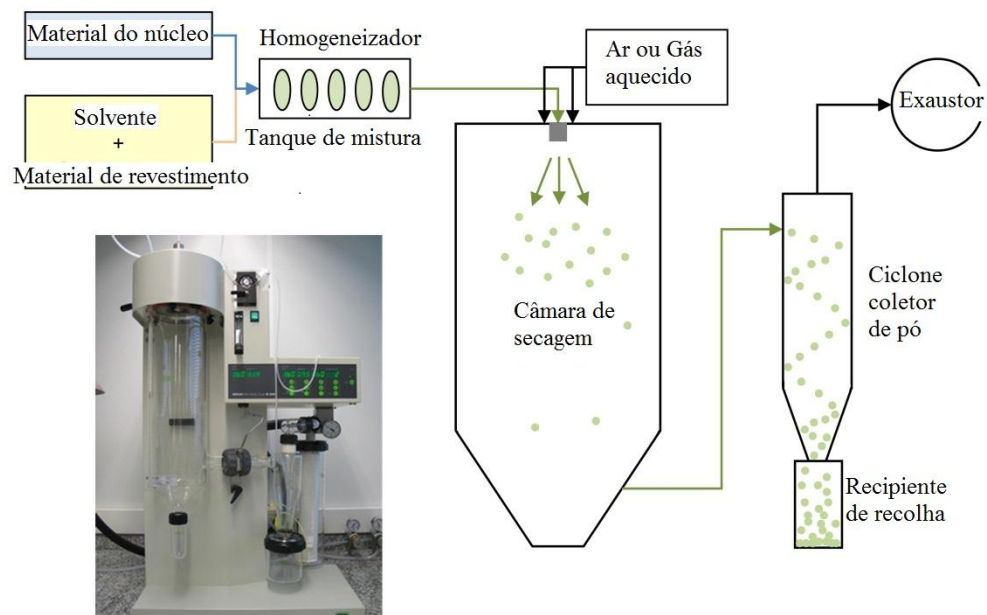 Material do núcleo
Solvente
+
Material de revestimento
Homogeneizador
Tanque de mistura
Ar ou Gás
aquecido
Exaustor
Câmara de
secagem
Ciclone
coletor
de pó
Recipiente
de recolha